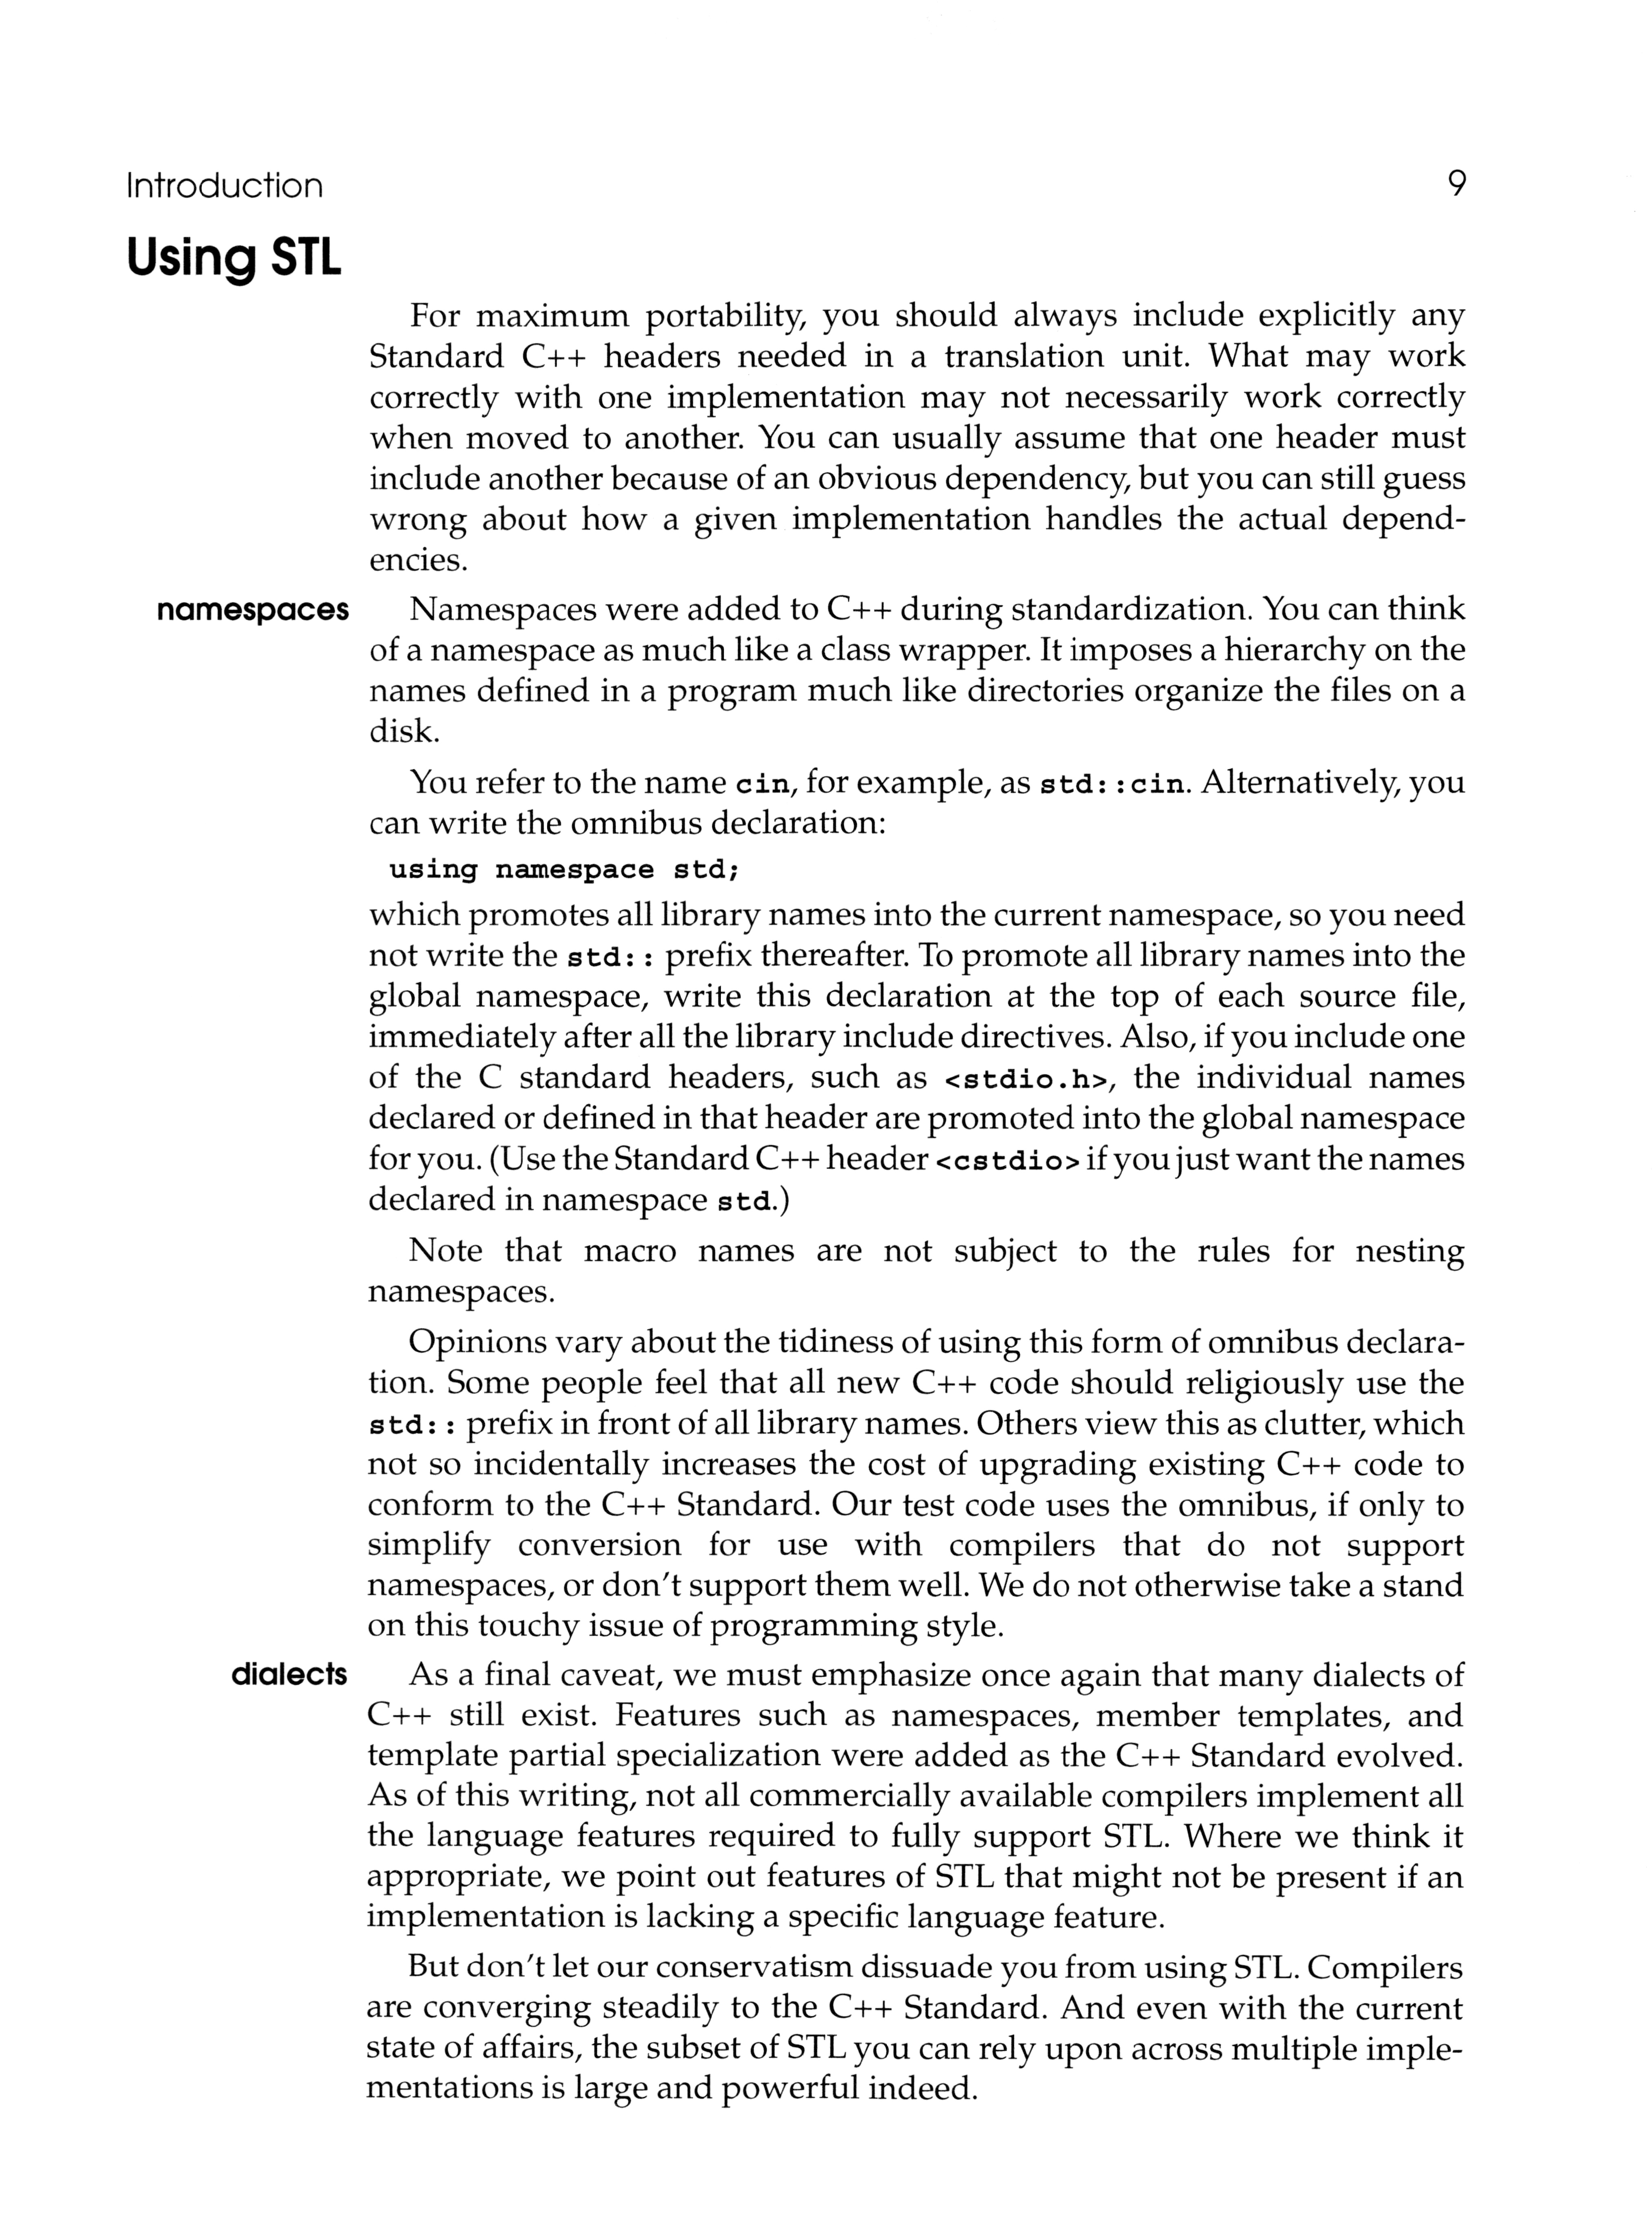 Introduction 9
Using STL
For maximum portability, you should always include explicitly any
Standard C++ headers needed in a translation unit. What may work
correctly with one implementation may not necessarily work correctly
when moved to another. You can usually assume that one header must
include another because of an obvious dependency, but you can still guess
wrong about how a given implementation handles the actual depend-
encies.
namespaces Namespaces were added to C++ during standardization. You can think
of a namespace as much like a class wrapper. It imposes a hierarchy on the
names defined in a program much like directories organize the files on a
disk.
You refer to the name cin, for example, as std::cin. Alternatively, you
can write the omnibus declaration:
using namespace std;
which promotes all library names into the current namespace, so you need
not write the std:: prefix thereafter. To promote all library names into the
global namespace, write this declaration at the top of each source file,
immediately after all the library include directives. Also, if you include one
of the C standard headers, such as <stdio.h>, the individual names
declared or defined in that header are promoted into the global namespace
for you. (Use the Standard C++ header <cstdio> if you just want the names
declared in namespace std.)
Note that macro names are not subject to the rules for nesting
namespaces.
Opinions vary about the tidiness of using this form of omnibus declara-
tion. Some people feel that all new C++ code should religiously use the
std:: prefix in front of all library names. Others view this as clutter, which
not so incidentally increases the cost of upgrading existing C++ code to
conform to the C++ Standard. Our test code uses the omnibus, if only to
simplify conversion for use with compilers that do not support
namespaces, or don't support them well. We do not otherwise take a stand
on this touchy issue of programming style.
dialects As a final caveat, we must emphasize once again that many dialects of
C++ still exist. Features such as namespaces, member templates, and
template partial specialization were added as the C++ Standard evolved.
As of this writing, not all commercially available compilers implement all
the language features required to fully support STL. Where we think it
appropriate, we point out features of STL that might not be present if an
implementation is lacking a specific language feature.
But don't let our conservatism dissuade you from using STL. Compilers
are converging steadily to the C++ Standard. And even with the current
state of affairs, the subset of STL you can rely upon across multiple imple-
mentations is large and powerful indeed.